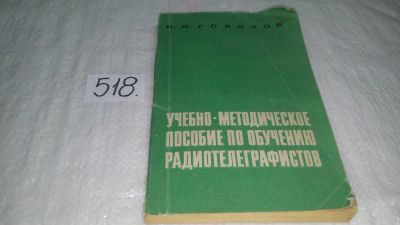 Н.Д.ГОРОХОВ
518.
УЧЕБНО-МЕТОДИЧЕСКОЕ
ПОСОБИЕ ПО ОБУЧЕНИЮ
РАДИОТЕЛЕГРАФИСТОВ